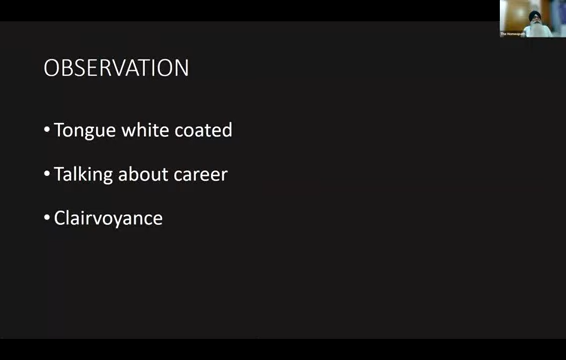 OBSERVATION
• Tongue white coated
• Talking about career
• Clairvoyance